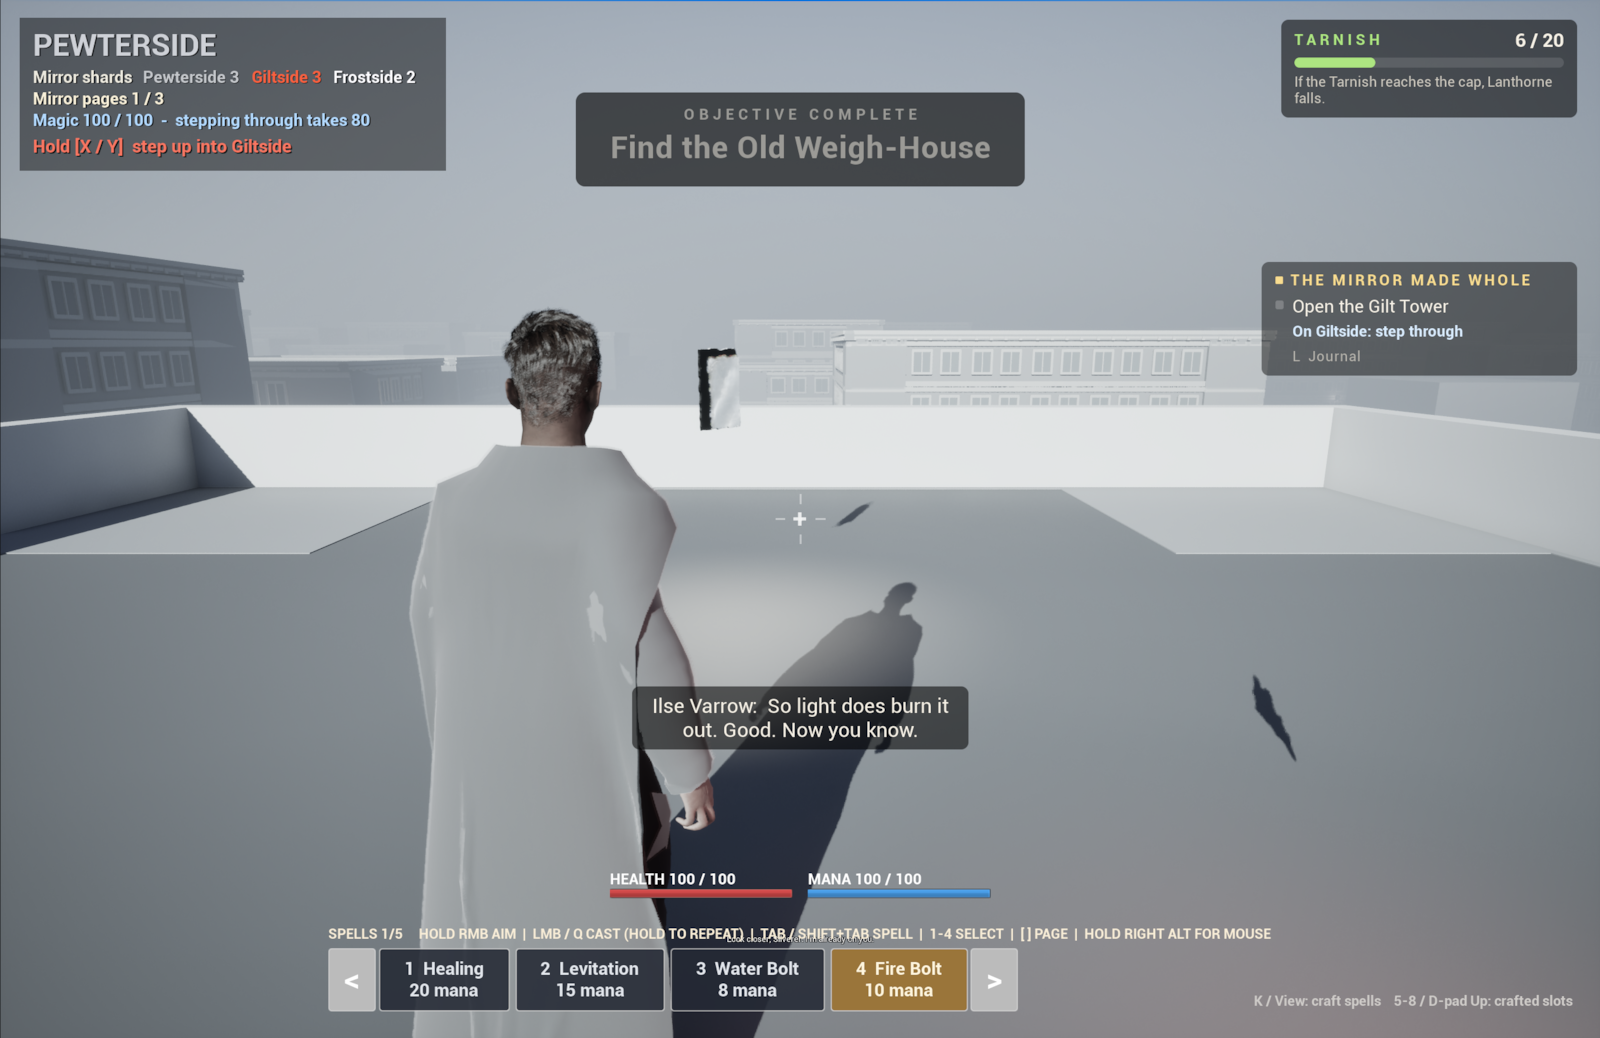 PEWTERSIDE
Mirror shards Pewterside 3 Giltside 3 Frostside 2
Mirror pages 1 / 3
Magic 100 / 100 - stepping through takes 80
Hold [X / Y] step up into Giltside
OBJECTIVE COMPLETE
Find the Old Weigh-House
TARNISH 6 / 20
If the Tarnish reaches the cap, Lanthorne
falls.
THE MIRROR MADE WHOLE
Open the Gilt Tower
On Giltside: step through
L Journal
Ilse Varrow: So light does burn it
out. Good. Now you know.
HEALTH 100 / 100 MANA 100 / 100
SPELLS 1/5 HOLD RMB AIM | LMB / Q CAST (HOLD TO REPEAT) | TAB / SHIFT+TAB SPELL | 1-4 SELECT | [ ] PAGE | HOLD RIGHT ALT FOR MOUSE
< 1 Healing 2 Levitation 3 Water Bolt 4 Fire Bolt >
20 mana 15 mana 8 mana 10 mana
K / View: craft spells 5-8 / D-pad Up: crafted slots